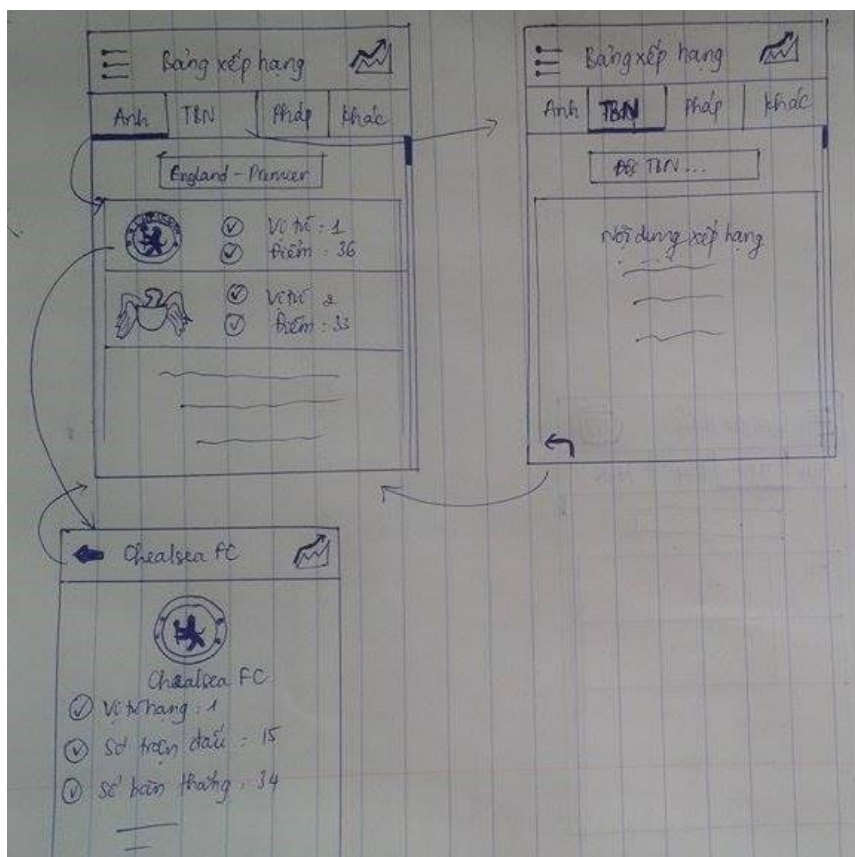 Bảng xếp hạng
Anh TBN Pháp Khác
England - Premier
Vị trí : 1
Điểm : 36
Vị trí 2
Điểm : 33
Bảng xếp hạng
Anh TBN Pháp Khác
TBN...
Nội dung xếp hạng
Chealsea FC
Chealsea FC
Vị trí hạng : 1
Số trận đấu : 15
Số bàn thắng : 34